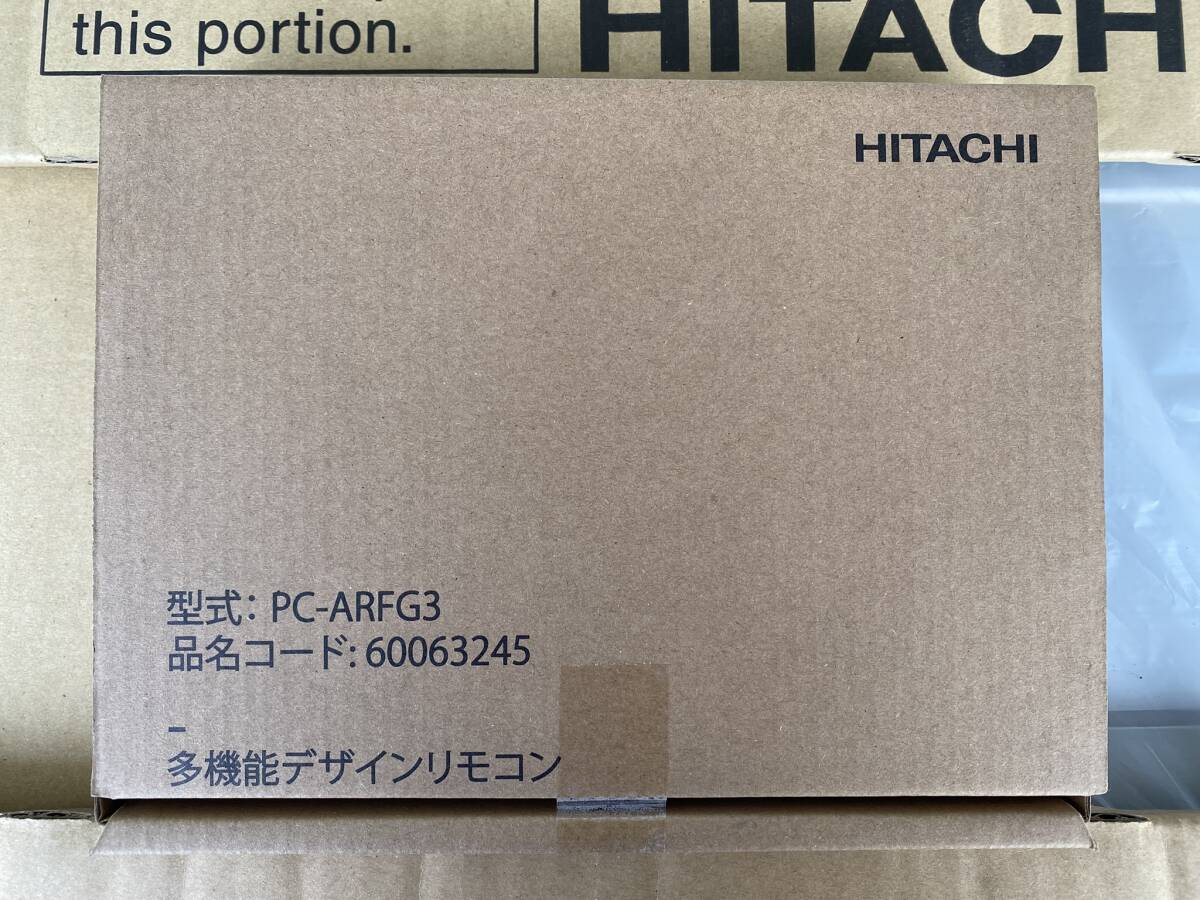 this portion.
HITACH
HITACHI
型式: PC-ARFG3
品名コード: 60063245
-
多機能デザインリモコン